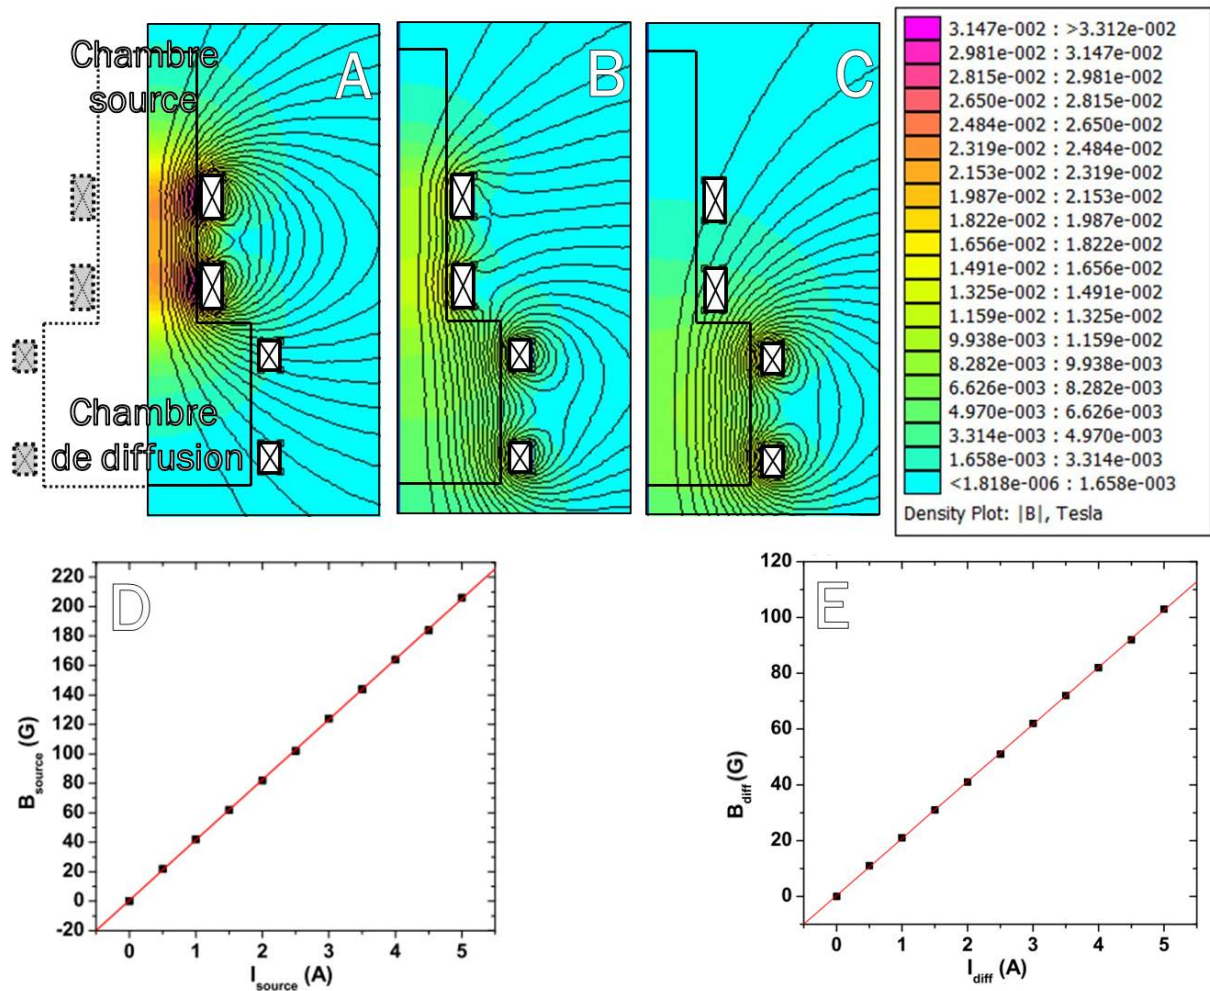 Chambre
source
A
B
C
Chambre
de diffusion
3.147e-002 : >3.312e-002
2.981e-002 : 3.147e-002
2.815e-002 : 2.981e-002
2.650e-002 : 2.815e-002
2.484e-002 : 2.650e-002
2.319e-002 : 2.484e-002
2.153e-002 : 2.319e-002
1.987e-002 : 2.153e-002
1.822e-002 : 1.987e-002
1.656e-002 : 1.822e-002
1.491e-002 : 1.656e-002
1.325e-002 : 1.491e-002
1.159e-002 : 1.325e-002
9.938e-003 : 1.159e-002
8.282e-003 : 9.938e-003
6.626e-003 : 8.282e-003
4.970e-003 : 6.626e-003
3.314e-003 : 4.970e-003
1.658e-003 : 3.314e-003
<1.818e-006 : 1.658e-003
Density Plot: |B|, Tesla
D
220
200
180
160
140
120
100
80
60
40
20
0
-20
B_source (G)
0 1 2 3 4 5
I_source (A)
E
120
100
80
60
40
20
0
B_diff (G)
0 1 2 3 4 5
I_diff (A)